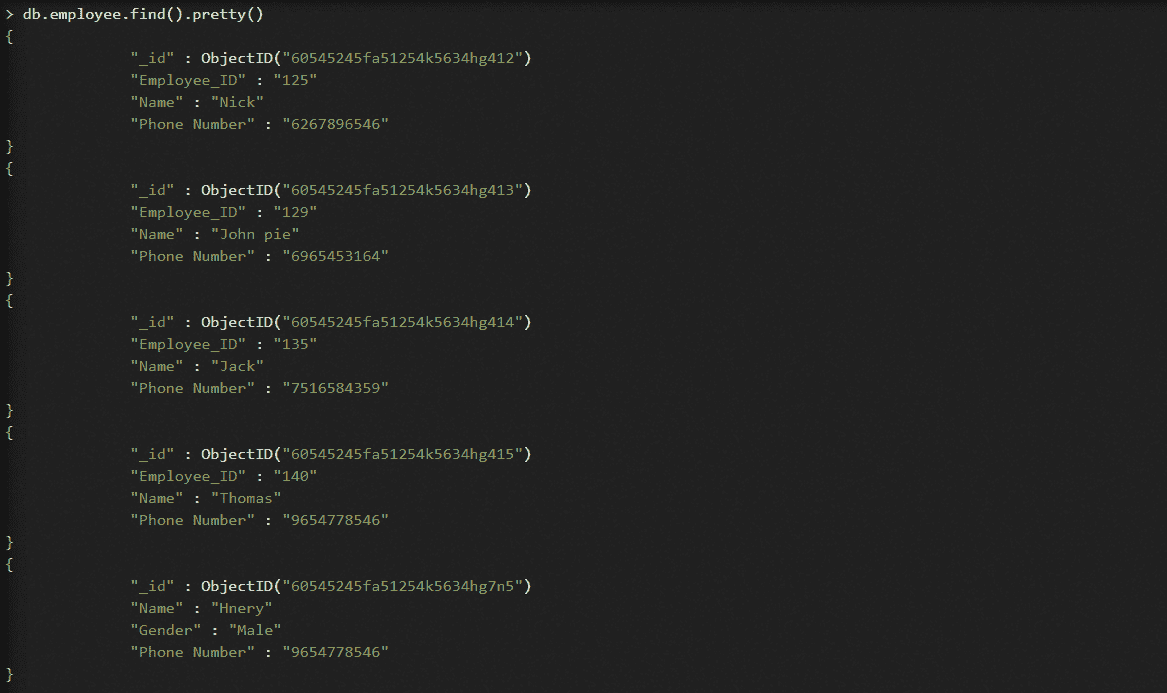 > db.employee.find().pretty()
{
"_id" : ObjectID("60545245fa51254k5634hg412")
"Employee_ID" : "125"
"Name" : "Nick"
"Phone Number" : "6267896546"
}
{
"_id" : ObjectID("60545245fa51254k5634hg413")
"Employee_ID" : "129"
"Name" : "John pie"
"Phone Number" : "6965453164"
}
{
"_id" : ObjectID("60545245fa51254k5634hg414")
"Employee_ID" : "135"
"Name" : "Jack"
"Phone Number" : "7516584359"
}
{
"_id" : ObjectID("60545245fa51254k5634hg415")
"Employee_ID" : "140"
"Name" : "Thomas"
"Phone Number" : "9654778546"
}
{
"_id" : ObjectID("60545245fa51254k5634hg7n5")
"Name" : "Hnery"
"Gender" : "Male"
"Phone Number" : "9654778546"
}